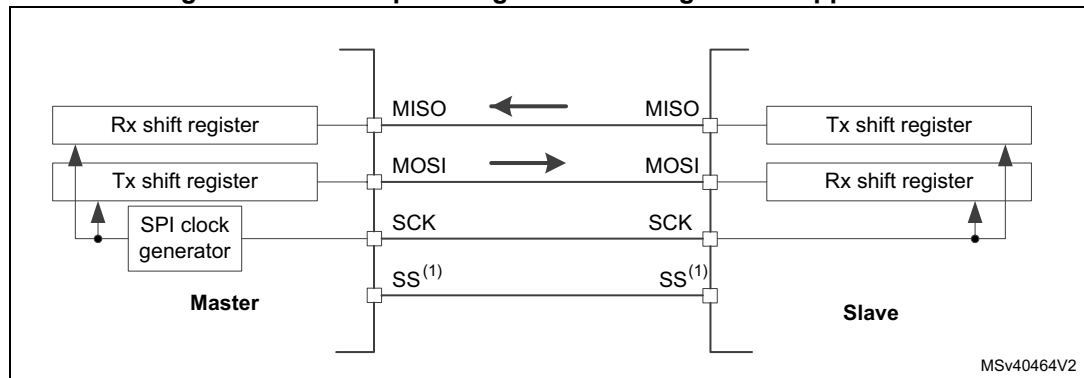 MISO MISO
Rx shift register Tx shift register
MOSI MOSI
Tx shift register Rx shift register
SPI clock
generator
SCK SCK
SS(1) SS(1)
Master Slave
MSv40464V2